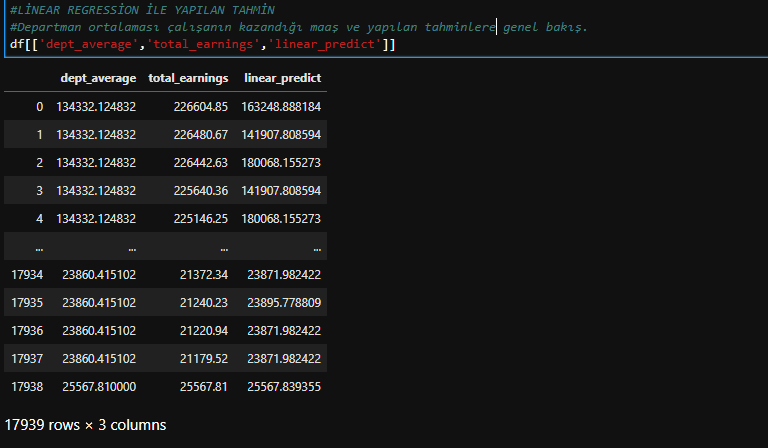 #LİNEAR REGRESSİON İLE YAPILAN TAHMİN
#Departman ortalaması çalışanın kazandığı maaş ve yapılan tahminlere genel bakış.
df[['dept_average','total_earnings','linear_predict']]
dept_average total_earnings linear_predict
0 134332.124832 226604.85 163248.888184
1 134332.124832 226480.67 141907.808594
2 134332.124832 226442.63 180068.155273
3 134332.124832 225640.36 141907.808594
4 134332.124832 225146.25 180068.155273
... ... ... ...
17934 23860.415102 21372.34 23871.982422
17935 23860.415102 21240.23 23895.778809
17936 23860.415102 21220.94 23871.982422
17937 23860.415102 21179.52 23871.982422
17938 25567.810000 25567.81 25567.839355
17939 rows × 3 columns